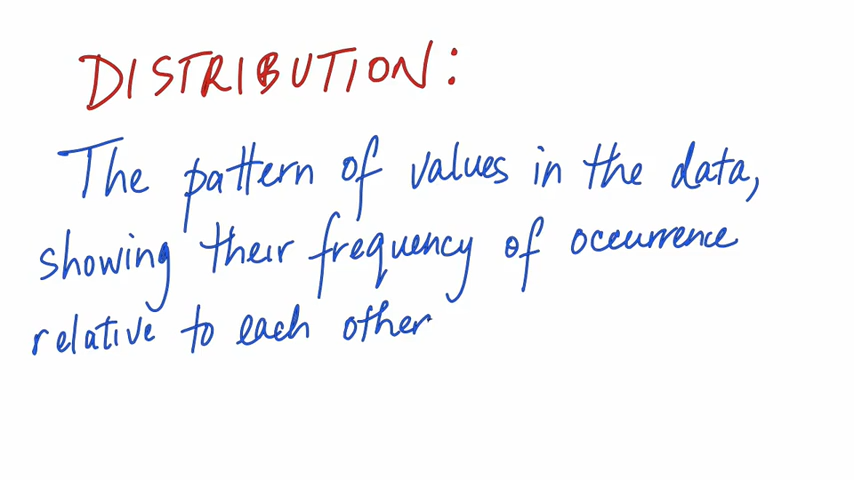 DISTRIBUTION:
The pattern of values in the data,
showing their frequency of occurrence
relative to each other